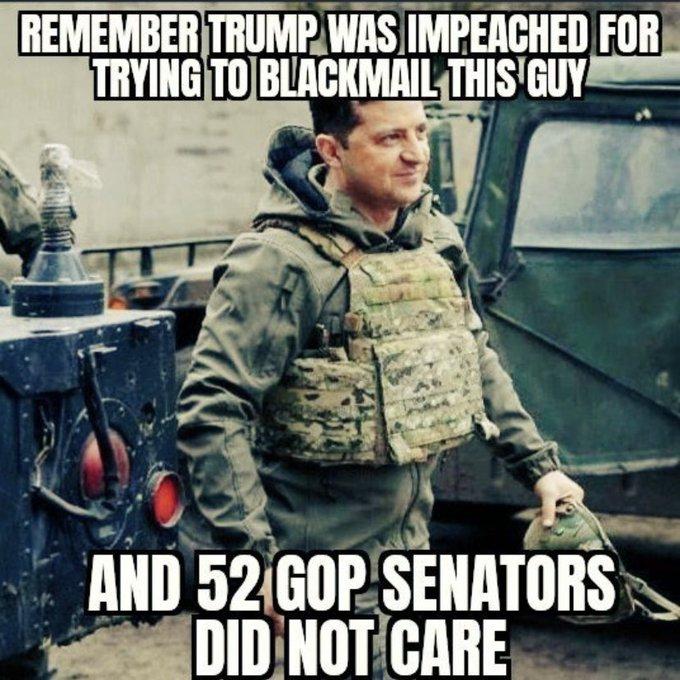 REMEMBER TRUMP WAS IMPEACHED FOR
TRYING TO BLACKMAIL THIS GUY
AND 52 GOP SENATORS
DID NOT CARE